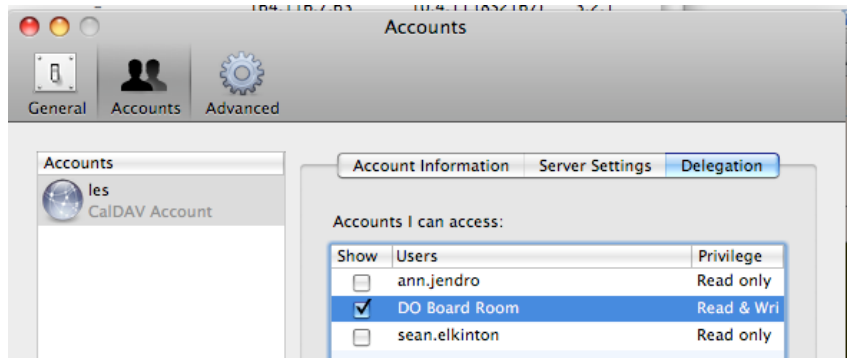 Accounts
General Accounts Advanced
Accounts
les
CalDAV Account
Account Information Server Settings Delegation
Accounts I can access:
Show Users Privilege
ann.jendro Read only
DO Board Room Read & Wri
sean.elkinton Read only